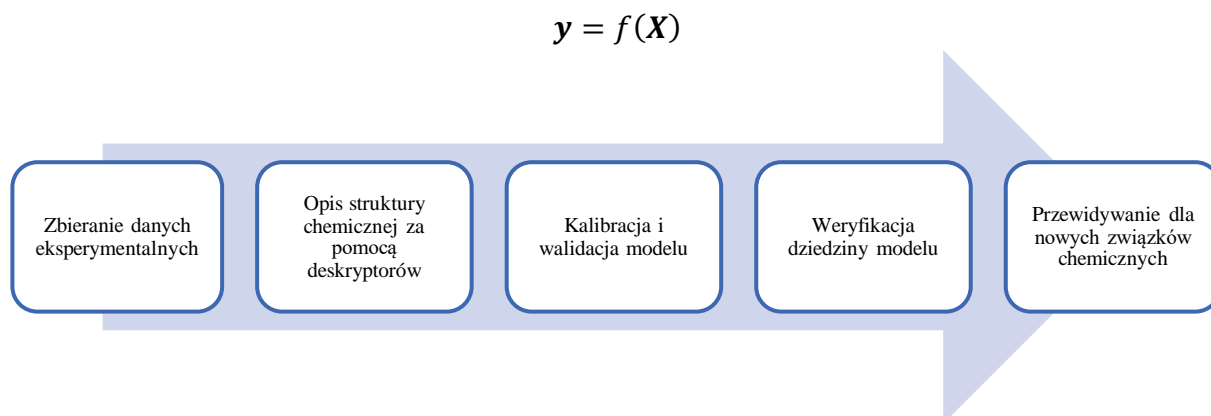 y = f(X)
Zbieranie danych
eksperymentalnych
Opis struktury
chemicznej za
pomocą
deskryptorów
Kalibracja i
walidacja modelu
Weryfikacja
dziedziny modelu
Przewidywanie dla
nowych związków
chemicznych